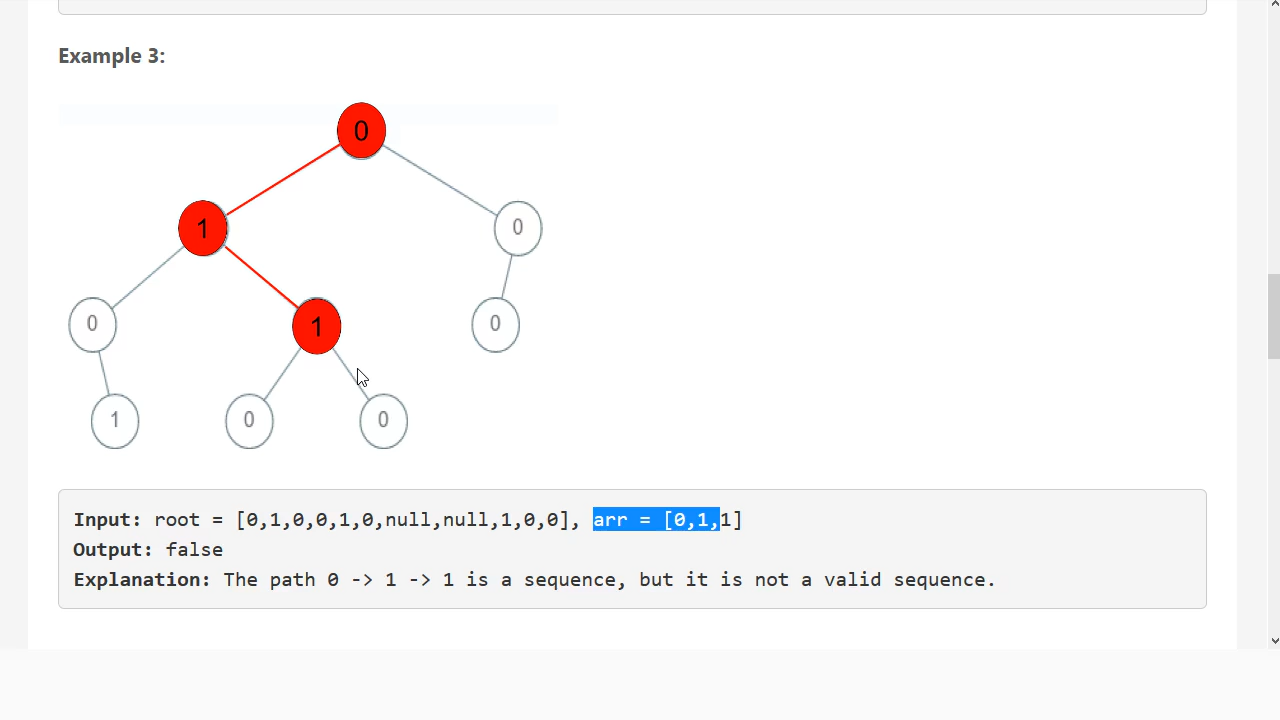 Example 3:
0
1
0
0
1
0
1
0
0
Input: root = [0,1,0,0,1,0,null,null,1,0,0], arr = [0,1,1]
Output: false
Explanation: The path 0 -> 1 -> 1 is a sequence, but it is not a valid sequence.